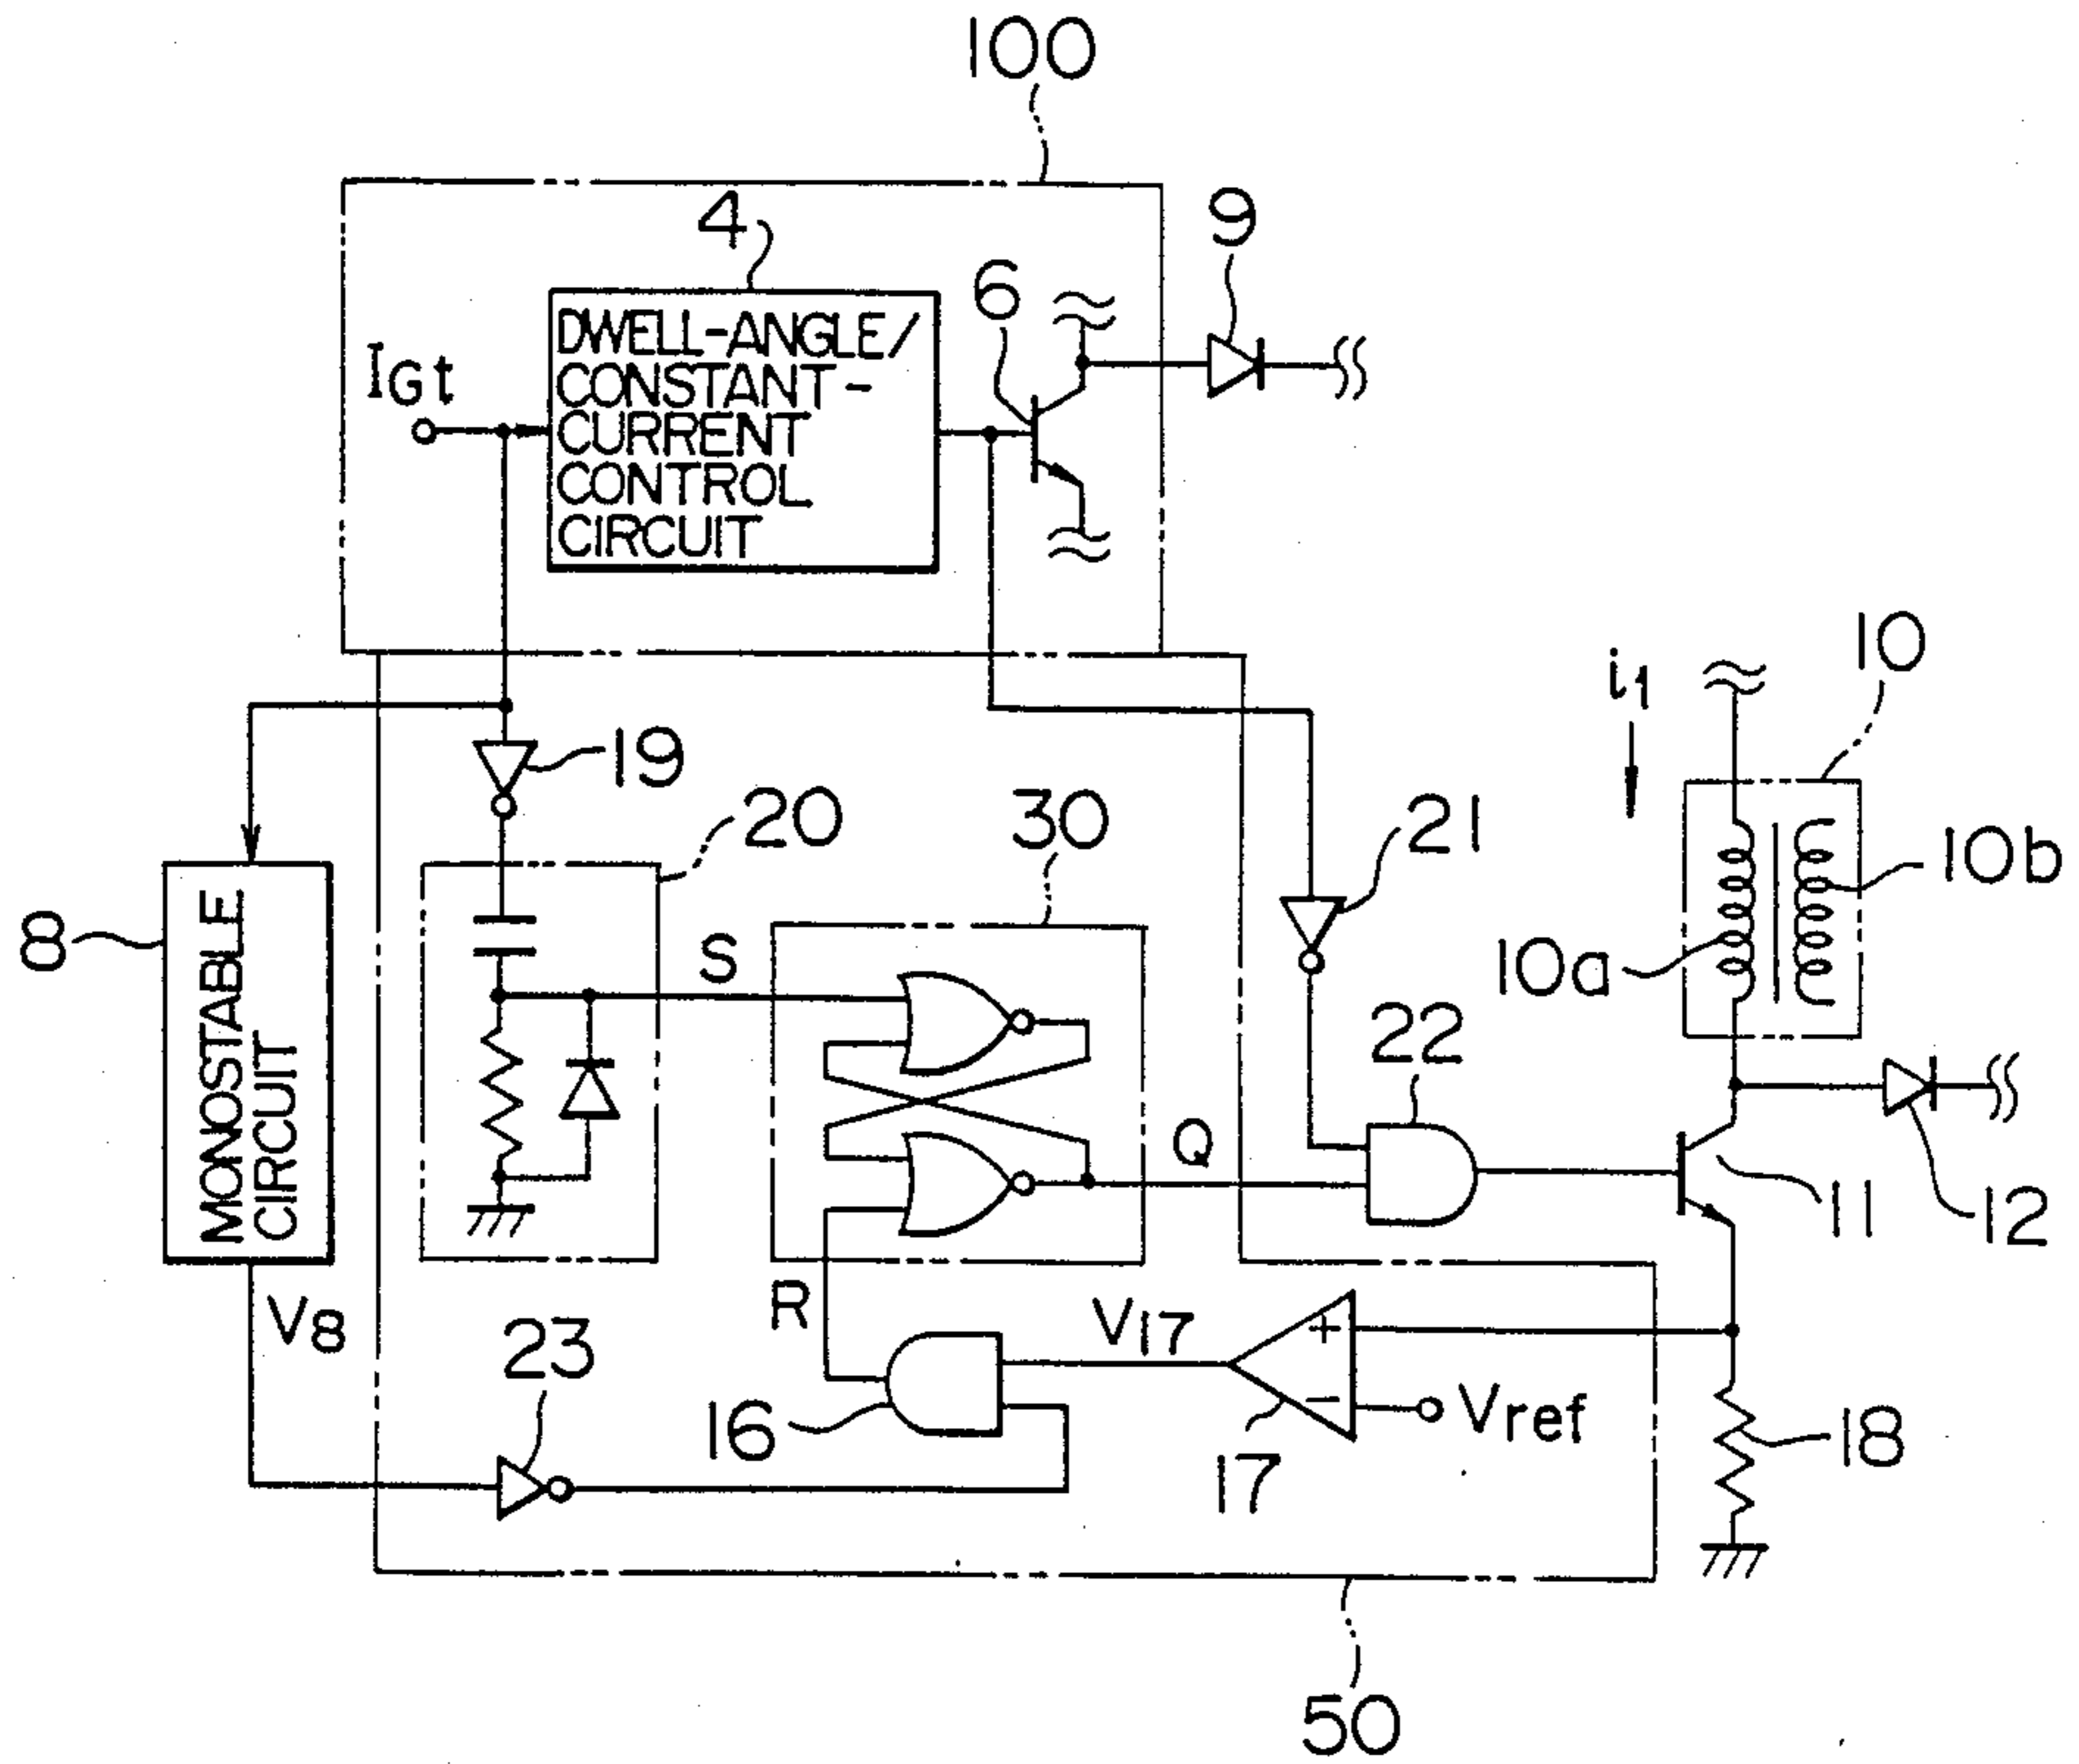 100
4
9
6
DWELL-ANGLE/
CONSTANT-
CURRENT
CONTROL
CIRCUIT
IGt
i1
10
19
20
30
21
10b
8
MONOSTABLE
CIRCUIT
S
10a
22
Q
11
12
V8
R
V17
23
+
-
16
17
Vref
18
50